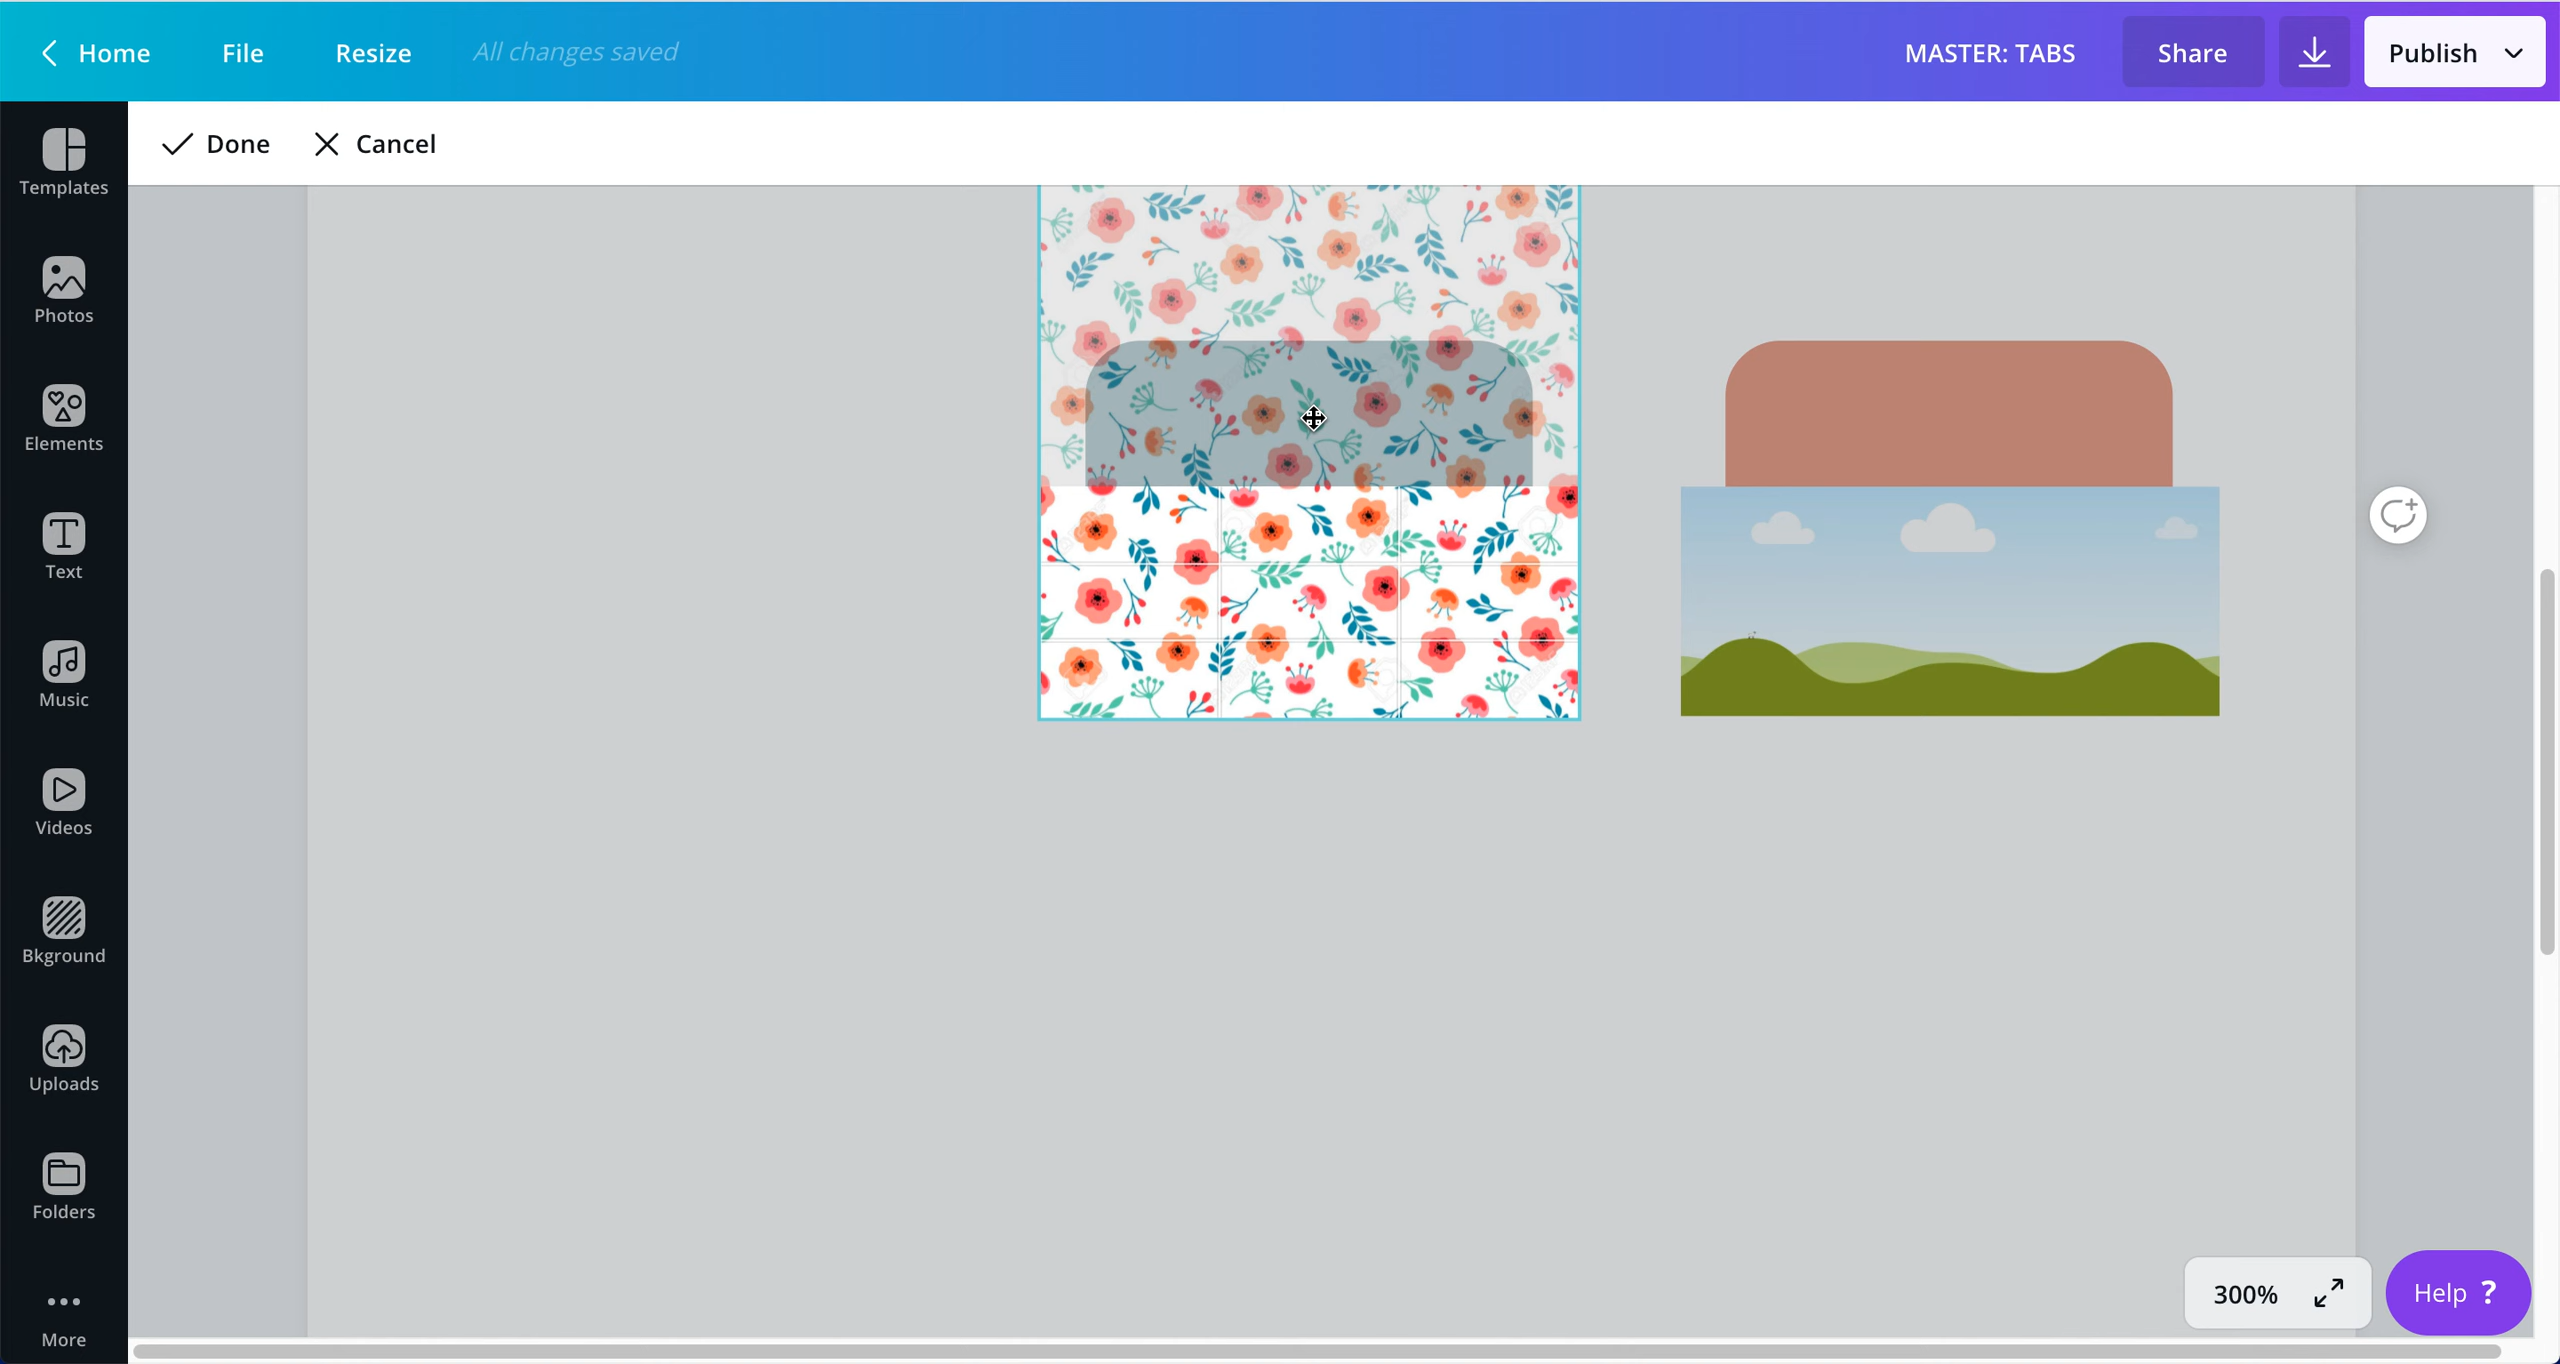 Home File Resize All changes saved MASTER: TABS Share Publish
Done Cancel
Templates
Photos
Elements
Text
Music
Videos
Bkground
Uploads
Folders
More
300% Help ?